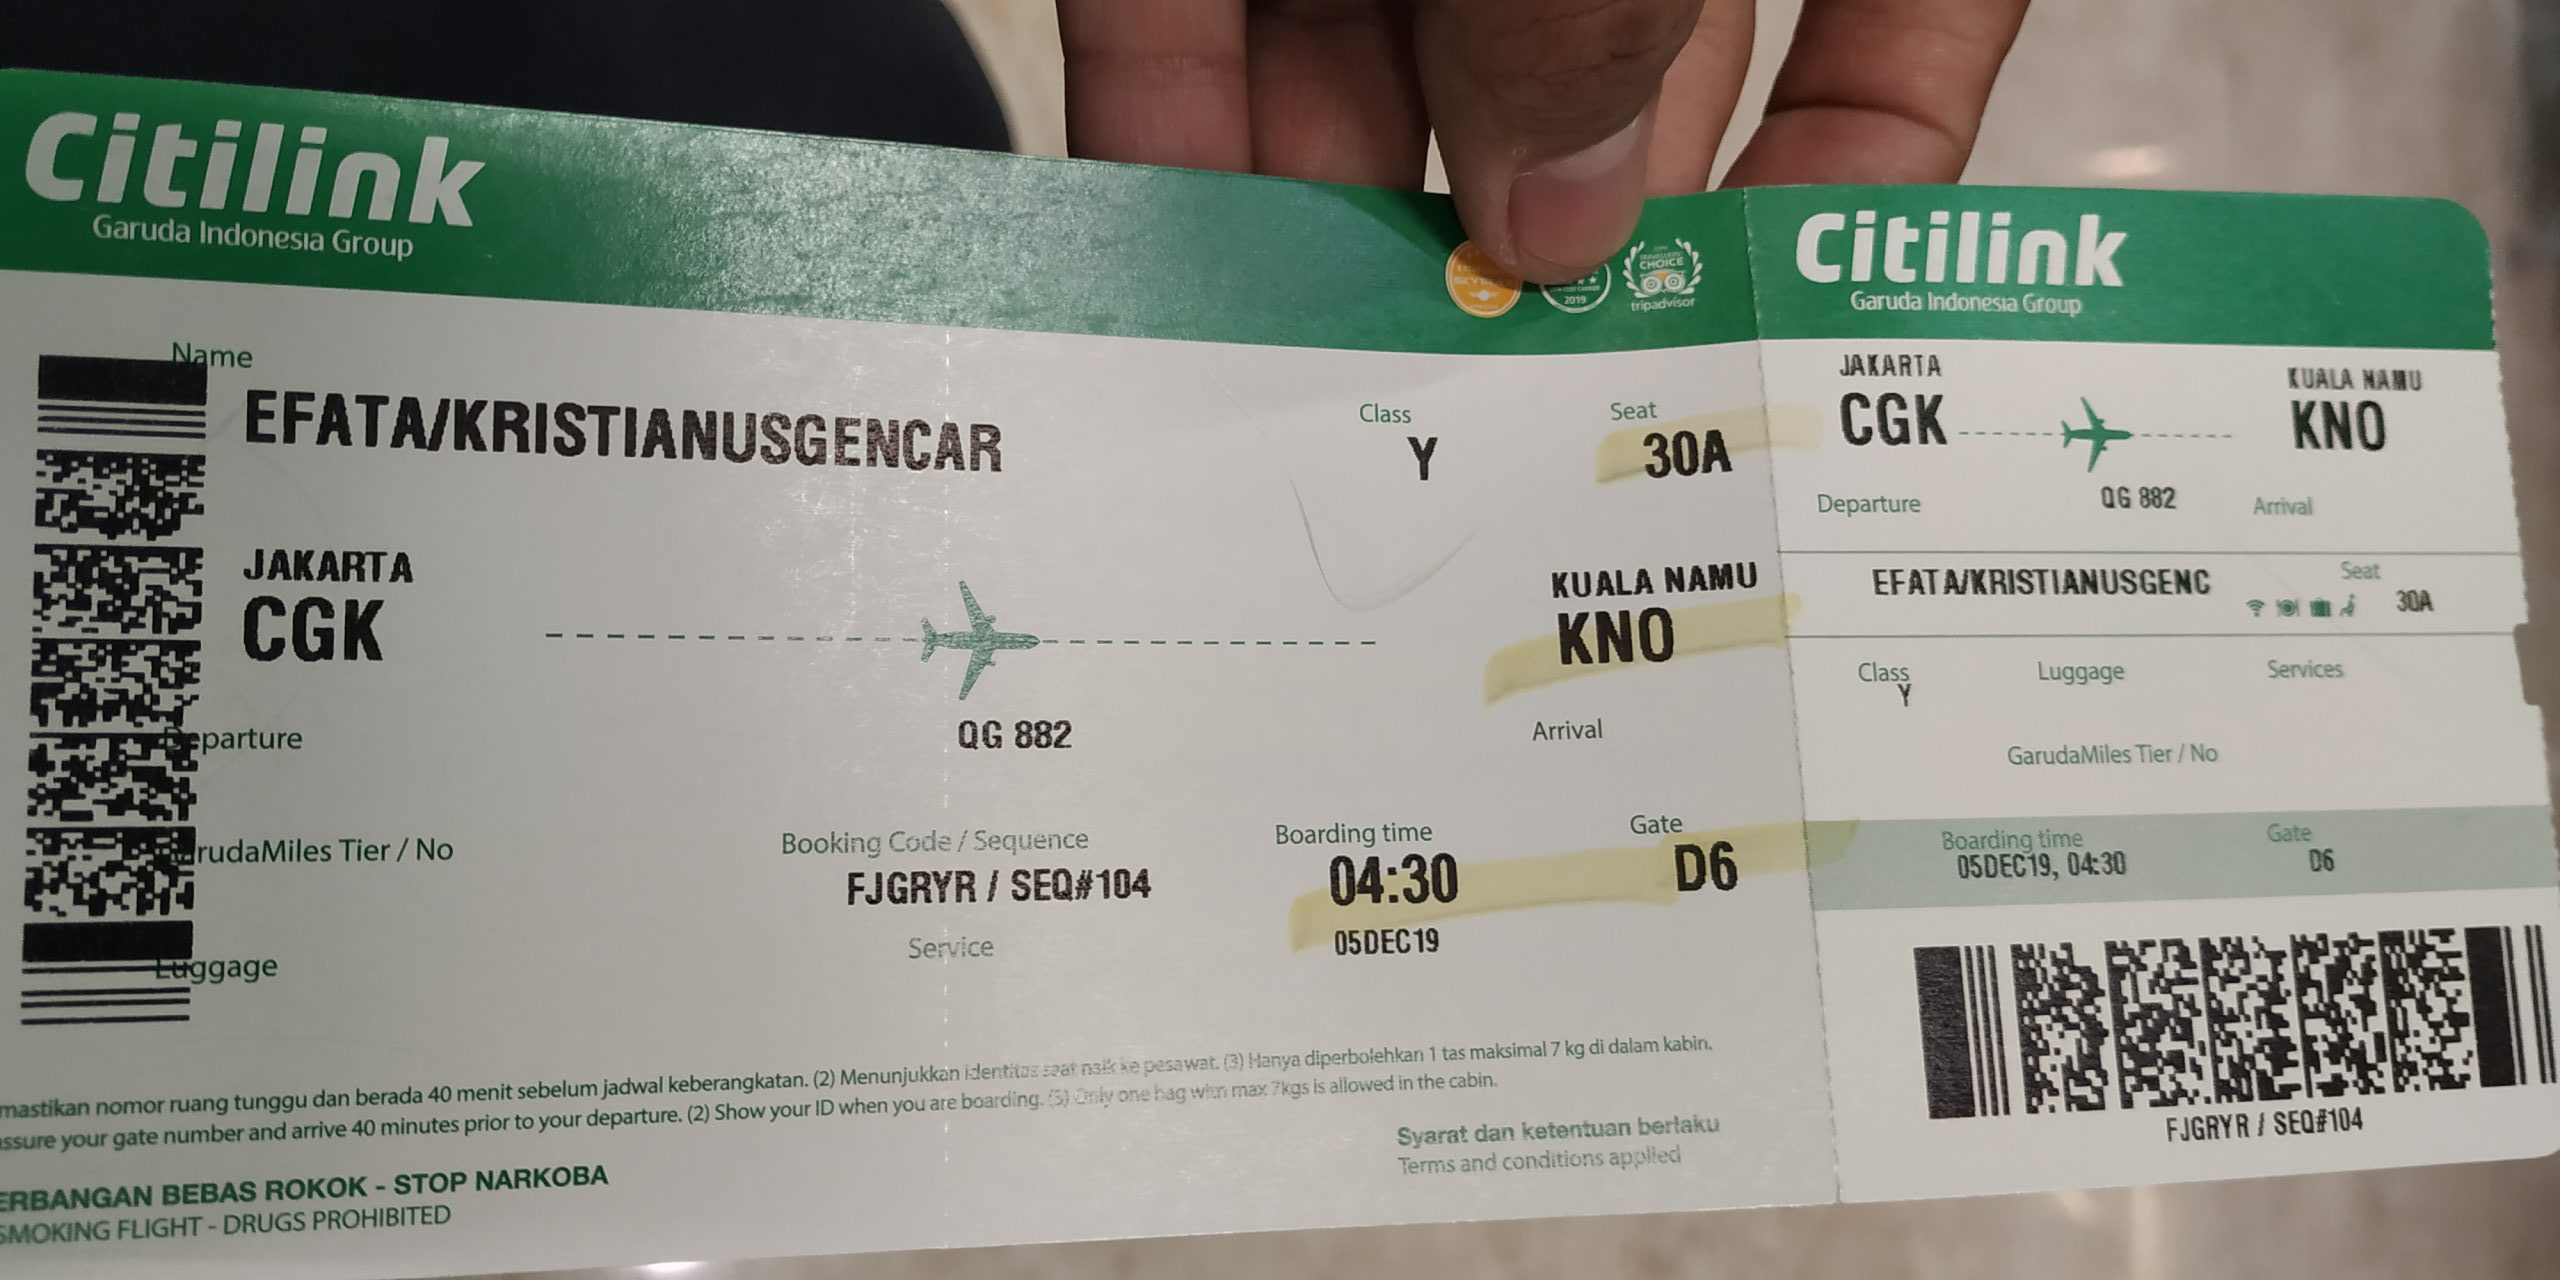 Citilink
Garuda Indonesia Group
CHOICE
2019 tripadvisor
Name
EFATA/KRISTIANUSGENCAR
Class
Y
Seat
30A
JAKARTA
CGK
KUALA NAMU
KNO
Departure
QG 882
Arrival
GarudaMiles Tier / No
Booking Code / Sequence
FJGRYR / SEQ#104
Boarding time
04:30
05DEC19
Gate
D6
Service
Luggage
mastikan nomor ruang tunggu dan berada 40 menit sebelum jadwal keberangkatan. (2) Menunjukkan identitas saat naik ke pesawat. (3) Hanya diperbolehkan 1 tas maksimal 7 kg di dalam kabin.
ssure your gate number and arrive 40 minutes prior to your departure. (2) Show your ID when you are boarding. (3) Only one bag with max 7kgs is allowed in the cabin.
Syarat dan ketentuan berlaku
Terms and conditions applied
ERBANGAN BEBAS ROKOK - STOP NARKOBA
SMOKING FLIGHT - DRUGS PROHIBITED
Citilink
Garuda Indonesia Group
JAKARTA
CGK
KUALA NAMU
KNO
Departure
QG 882
Arrival
EFATA/KRISTIANUSGENC
Seat
30A
Class
Y
Luggage
Services
GarudaMiles Tier / No
Boarding time
05DEC19, 04:30
Gate
D6
FJGRYR / SEQ#104